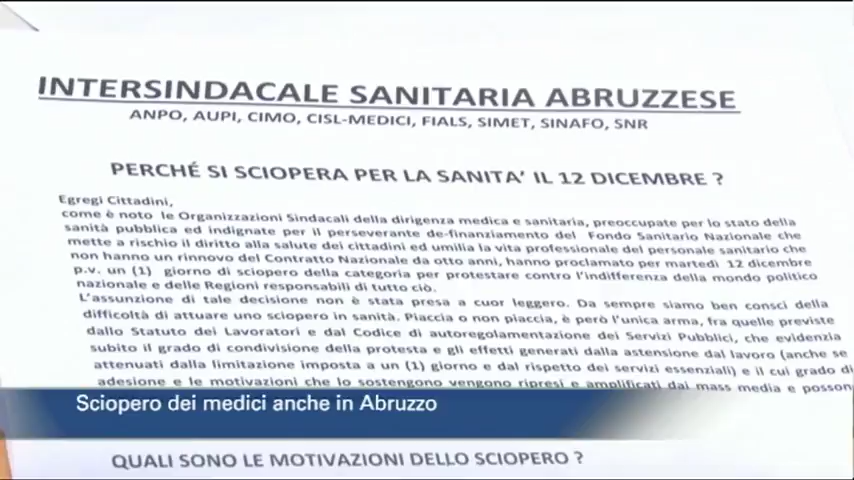 INTERSINDACALE SANITARIA ABRUZZESE
ANPO, AUPI, CIMO, CISL-MEDICI, FIALS, SIMET, SINAFO, SNR
PERCHÉ SI SCIOPERA PER LA SANITA' IL 12 DICEMBRE ?
Egregi Cittadini,
come è noto le Organizzazioni Sindacali della dirigenza medica e sanitaria, preoccupate per lo stato della
sanità pubblica ed indignate per il perseverante de-finanziamento del Fondo Sanitario Nazionale che
mette a rischio il diritto alla salute dei cittadini ed umilia la vita professionale del personale sanitario che
non hanno un rinnovo del Contratto Nazionale da otto anni, hanno proclamato per martedì 12 dicembre
p.v. un (1) giorno di sciopero della categoria per protestare contro l'indifferenza della mondo politico
nazionale e delle Regioni responsabili di tutto ciò.
L'assunzione di tale decisione non è stata presa a cuor leggero. Da sempre siamo ben consci della
difficoltà di attuare uno sciopero in sanità. Piaccia o non piaccia, è però l'unica arma, fra quelle previste
dallo Statuto dei Lavoratori e dal Codice di autoregolamentazione dei Servizi Pubblici, che evidenzia
subito il grado di condivisione della protesta e gli effetti generati dalla astensione dal lavoro (anche se
attenuati dalla limitazione imposta a un (1) giorno e dal rispetto dei servizi essenziali) e il cui grado di
adesione e le motivazioni che lo sostengono vengono ripresi e amplificati dai mass media e posson
Sciopero dei medici anche in Abruzzo
QUALI SONO LE MOTIVAZIONI DELLO SCIOPERO ?